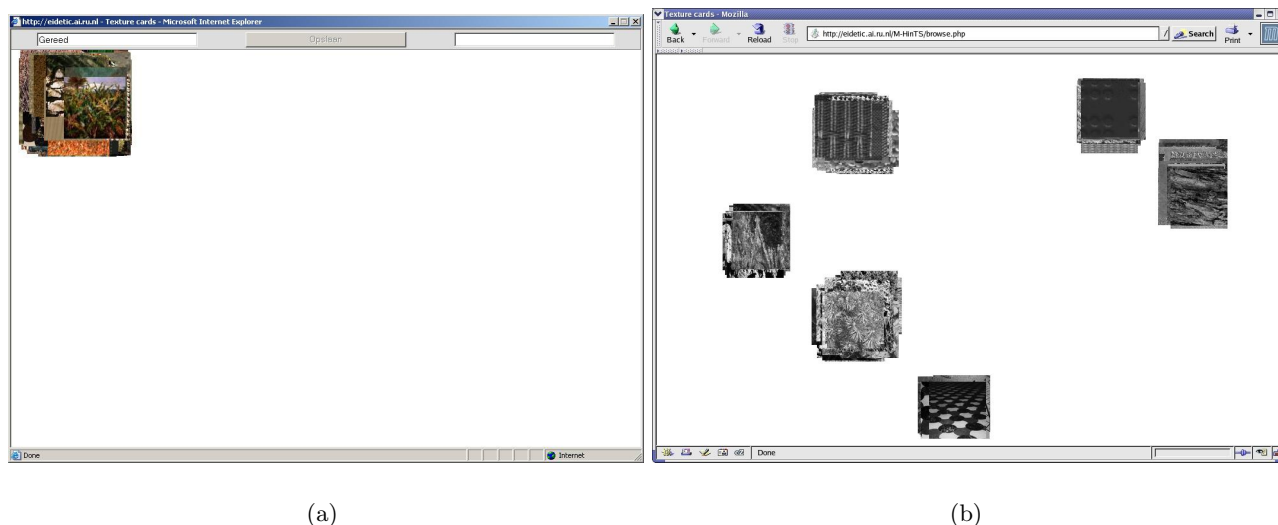 http://eidetic.ai.ru.nl - Texture cards - Microsoft Internet Explorer
Gereed
Opslaan
Done
Internet
Texture cards - Mozilla
Back
Forward
Reload
Stop
http://eidetic.ai.ru.nl/M-HinTS/browse.php
Search
Print
Done
(a)
(b)